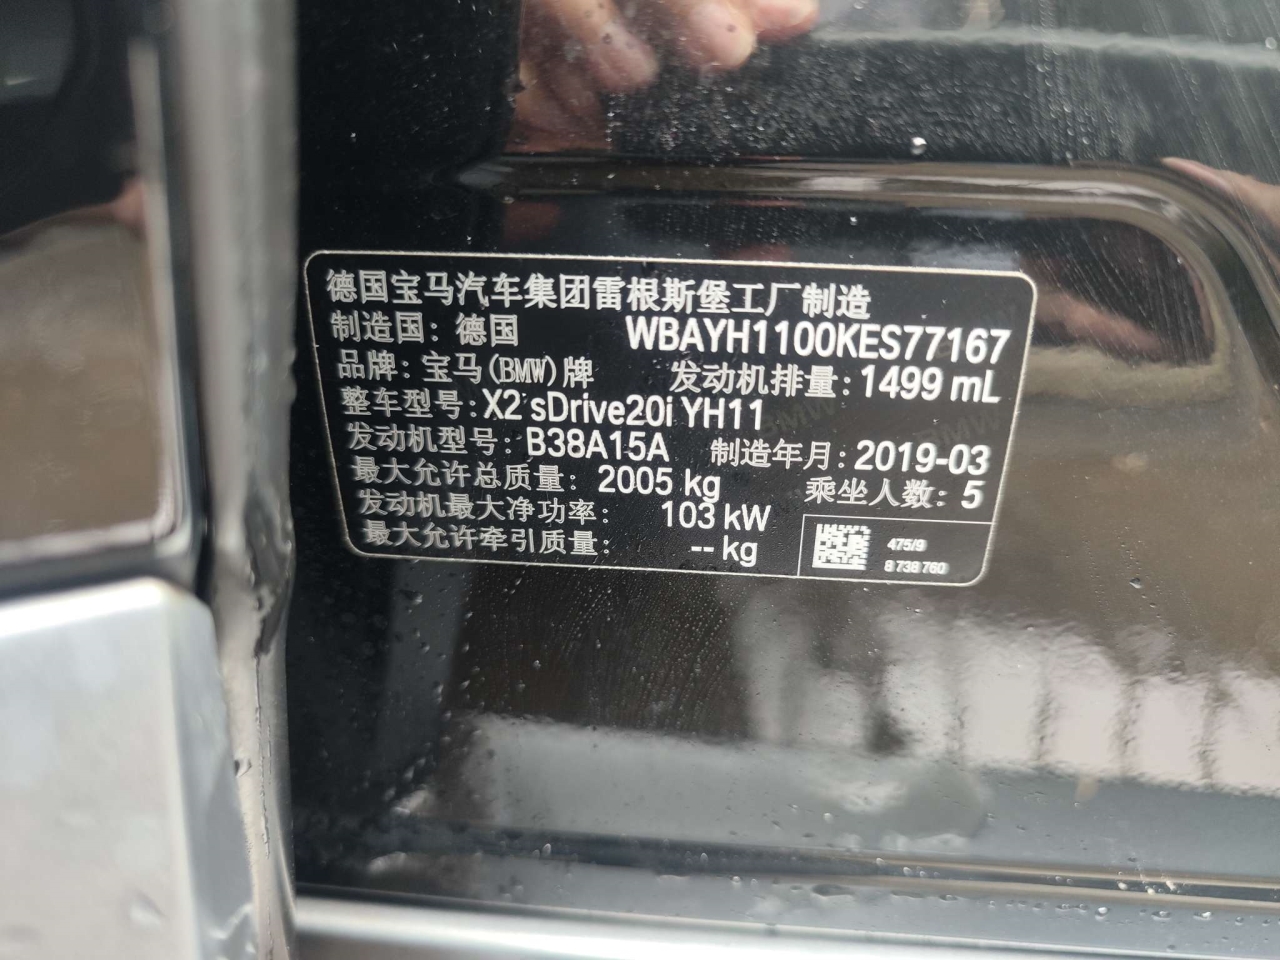 德国宝马汽车集团雷根斯堡工厂制造
制造国: 德国 WBAYH1100KES77167
品牌: 宝马(BMW)牌 发动机排量: 1499 mL
整车型号: X2 sDrive20i YH11
发动机型号: B38A15A 制造年月: 2019-03
最大允许总质量: 2005 kg 乘坐人数: 5
发动机最大净功率: 103 kW
最大允许牵引质量: -- kg
475/9
8 738 760